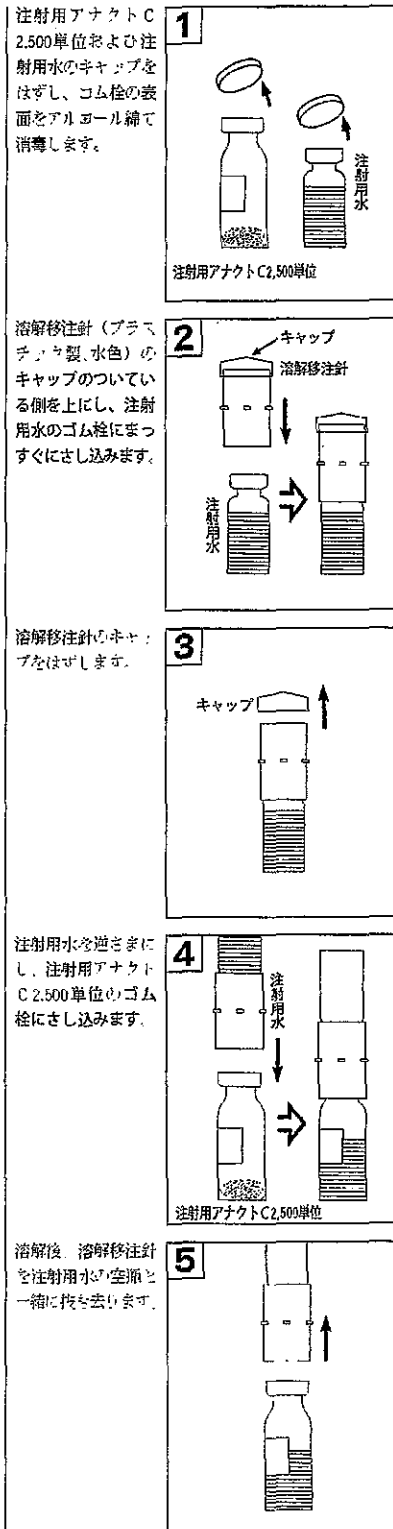 注射用アナクトC
2,500単位および注
射用水のキャップを
はずし、ゴム栓の表
面をアルコール綿で
消毒します。
1
注射用水
注射用アナクトC2,500単位
溶解移注針（プラス
チック製、水色）の
キャップのついてい
る側を上にし、注射
用水のゴム栓にまっ
すぐにさし込みます。
2
キャップ
溶解移注針
注射用水
溶解移注針のキャッ
プをはずします。
3
キャップ
注射用水を逆さまに
し、注射用アナクト
C 2,500単位のゴム
栓にさし込みます。
4
注射用水
注射用アナクトC2,500単位
溶解後、溶解移注針
を注射用水の空瓶と
一緒に抜き去ります。
5